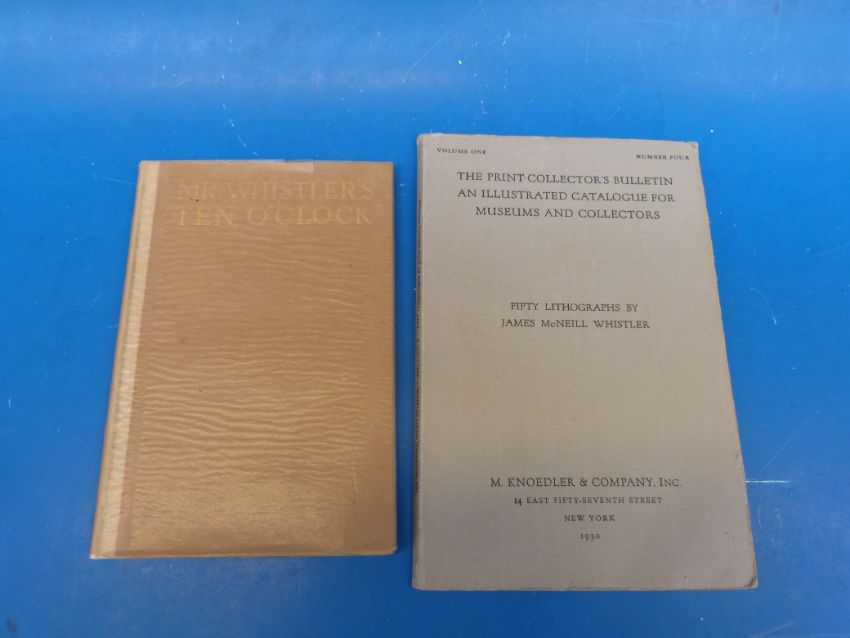 MR. WHISTLER'S
TEN O'CLOCK
VOLUME ONE
NUMBER FOUR
THE PRINT-COLLECTOR'S BULLETIN
AN ILLUSTRATED CATALOGUE FOR
MUSEUMS AND COLLECTORS
FIFTY LITHOGRAPHS BY
JAMES McNEILL WHISTLER
M. KNOEDLER & COMPANY, INC.
14 EAST FIFTY-SEVENTH STREET
NEW YORK
1930